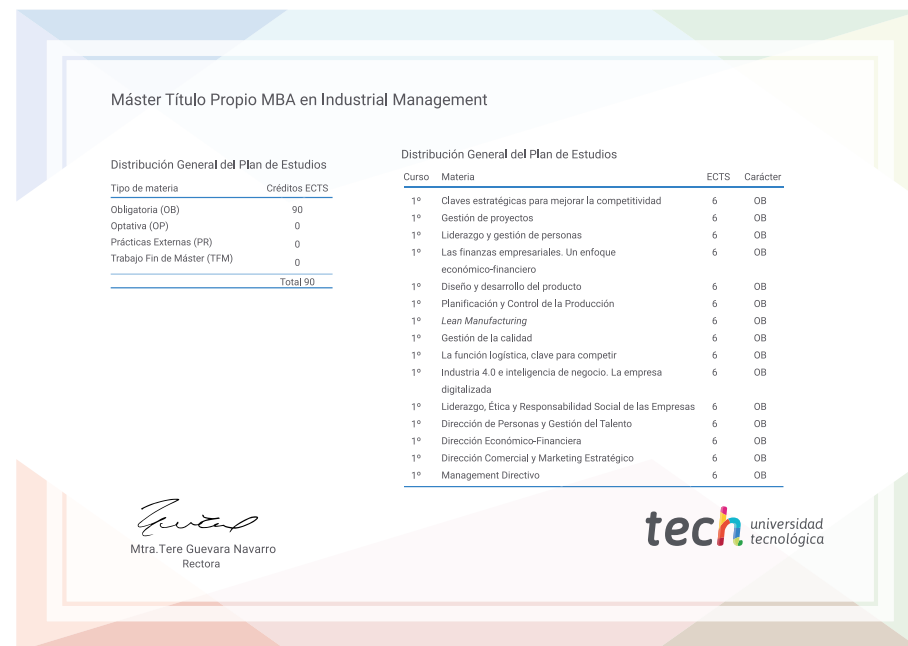 Máster Título Propio MBA en Industrial Management
Distribución General del Plan de Estudios
Tipo de materia Créditos ECTS
Obligatoria (OB) 90
Optativa (OP) 0
Prácticas Externas (PR) 0
Trabajo Fin de Máster (TFM) 0
Total 90
Distribución General del Plan de Estudios
Curso Materia ECTS Carácter
1º Claves estratégicas para mejorar la competitividad 6 OB
1º Gestión de proyectos 6 OB
1º Liderazgo y gestión de personas 6 OB
1º Las finanzas empresariales. Un enfoque 6 OB
económico-financiero
1º Diseño y desarrollo del producto 6 OB
1º Planificación y Control de la Producción 6 OB
1º Lean Manufacturing 6 OB
1º Gestión de la calidad 6 OB
1º La función logística, clave para competir 6 OB
1º Industria 4.0 e inteligencia de negocio. La empresa 6 OB
digitalizada
1º Liderazgo, Ética y Responsabilidad Social de las Empresas 6 OB
1º Dirección de Personas y Gestión del Talento 6 OB
1º Dirección Económico-Financiera 6 OB
1º Dirección Comercial y Marketing Estratégico 6 OB
1º Management Directivo 6 OB
Mtra.Tere Guevara Navarro
Rectora
tech universidad
tecnológica